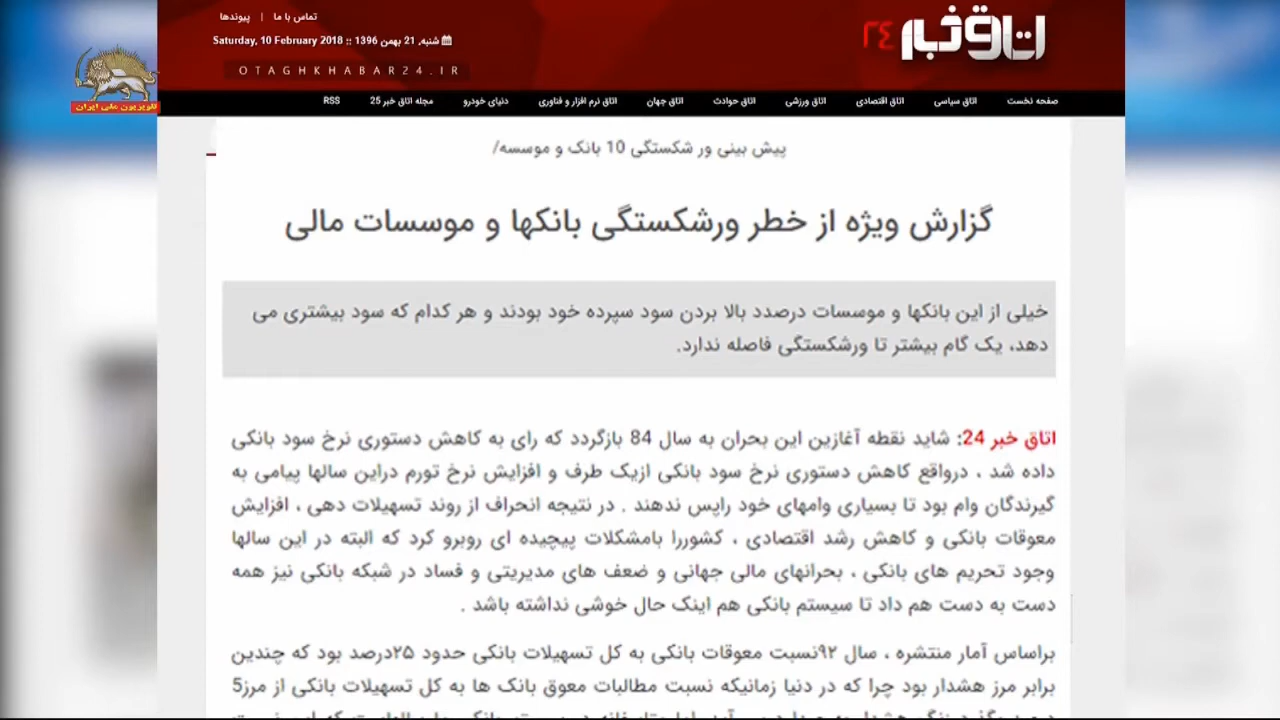 تماس با ما | پیوندها
شنبه, 21 بهمن 1396 :: Saturday, 10 February 2018
OTAGHKHABAR24.IR
اتاق خبر ۲۴
تلویزیون ملی ایران
صفحه نخست اتاق سیاسی اتاق اقتصادی اتاق ورزشی اتاق حوادث اتاق جهان اتاق نرم افزار و فناوری دنیای خودرو مجله اتاق خبر 25 RSS
پیش بینی ور شکستگی 10 بانک و موسسه/
گزارش ویژه از خطر ورشکستگی بانکها و موسسات مالی
خیلی از این بانکها و موسسات درصدد بالا بردن سود سپرده خود بودند و هر کدام که سود بیشتری می
دهد، یک گام بیشتر تا ورشکستگی فاصله ندارد.
اتاق خبر 24: شاید نقطه آغازین این بحران به سال 84 بازگردد که رای به کاهش دستوری نرخ سود بانکی
داده شد ، درواقع کاهش دستوری نرخ سود بانکی ازیک طرف و افزایش نرخ تورم دراین سالها پیامی به
گیرندگان وام بود تا بسیاری وامهای خود راپس ندهند . در نتیجه انحراف از روند تسهیلات دهی ، افزایش
معوقات بانکی و کاهش رشد اقتصادی ، کشوررا بامشکلات پیچیده ای روبرو کرد که البته در این سالها
وجود تحریم های بانکی ، بحرانهای مالی جهانی و ضعف های مدیریتی و فساد در شبکه بانکی نیز همه
دست به دست هم داد تا سیستم بانکی هم اینک حال خوشی نداشته باشد .
براساس آمار منتشره ، سال ۹۲نسبت معوقات بانکی به کل تسهیلات بانکی حدود ۲۵درصد بود که چندین
برابر مرز هشدار بود چرا که در دنیا زمانیکه نسبت مطالبات معوق بانک ها به کل تسهیلات بانکی از مرز5